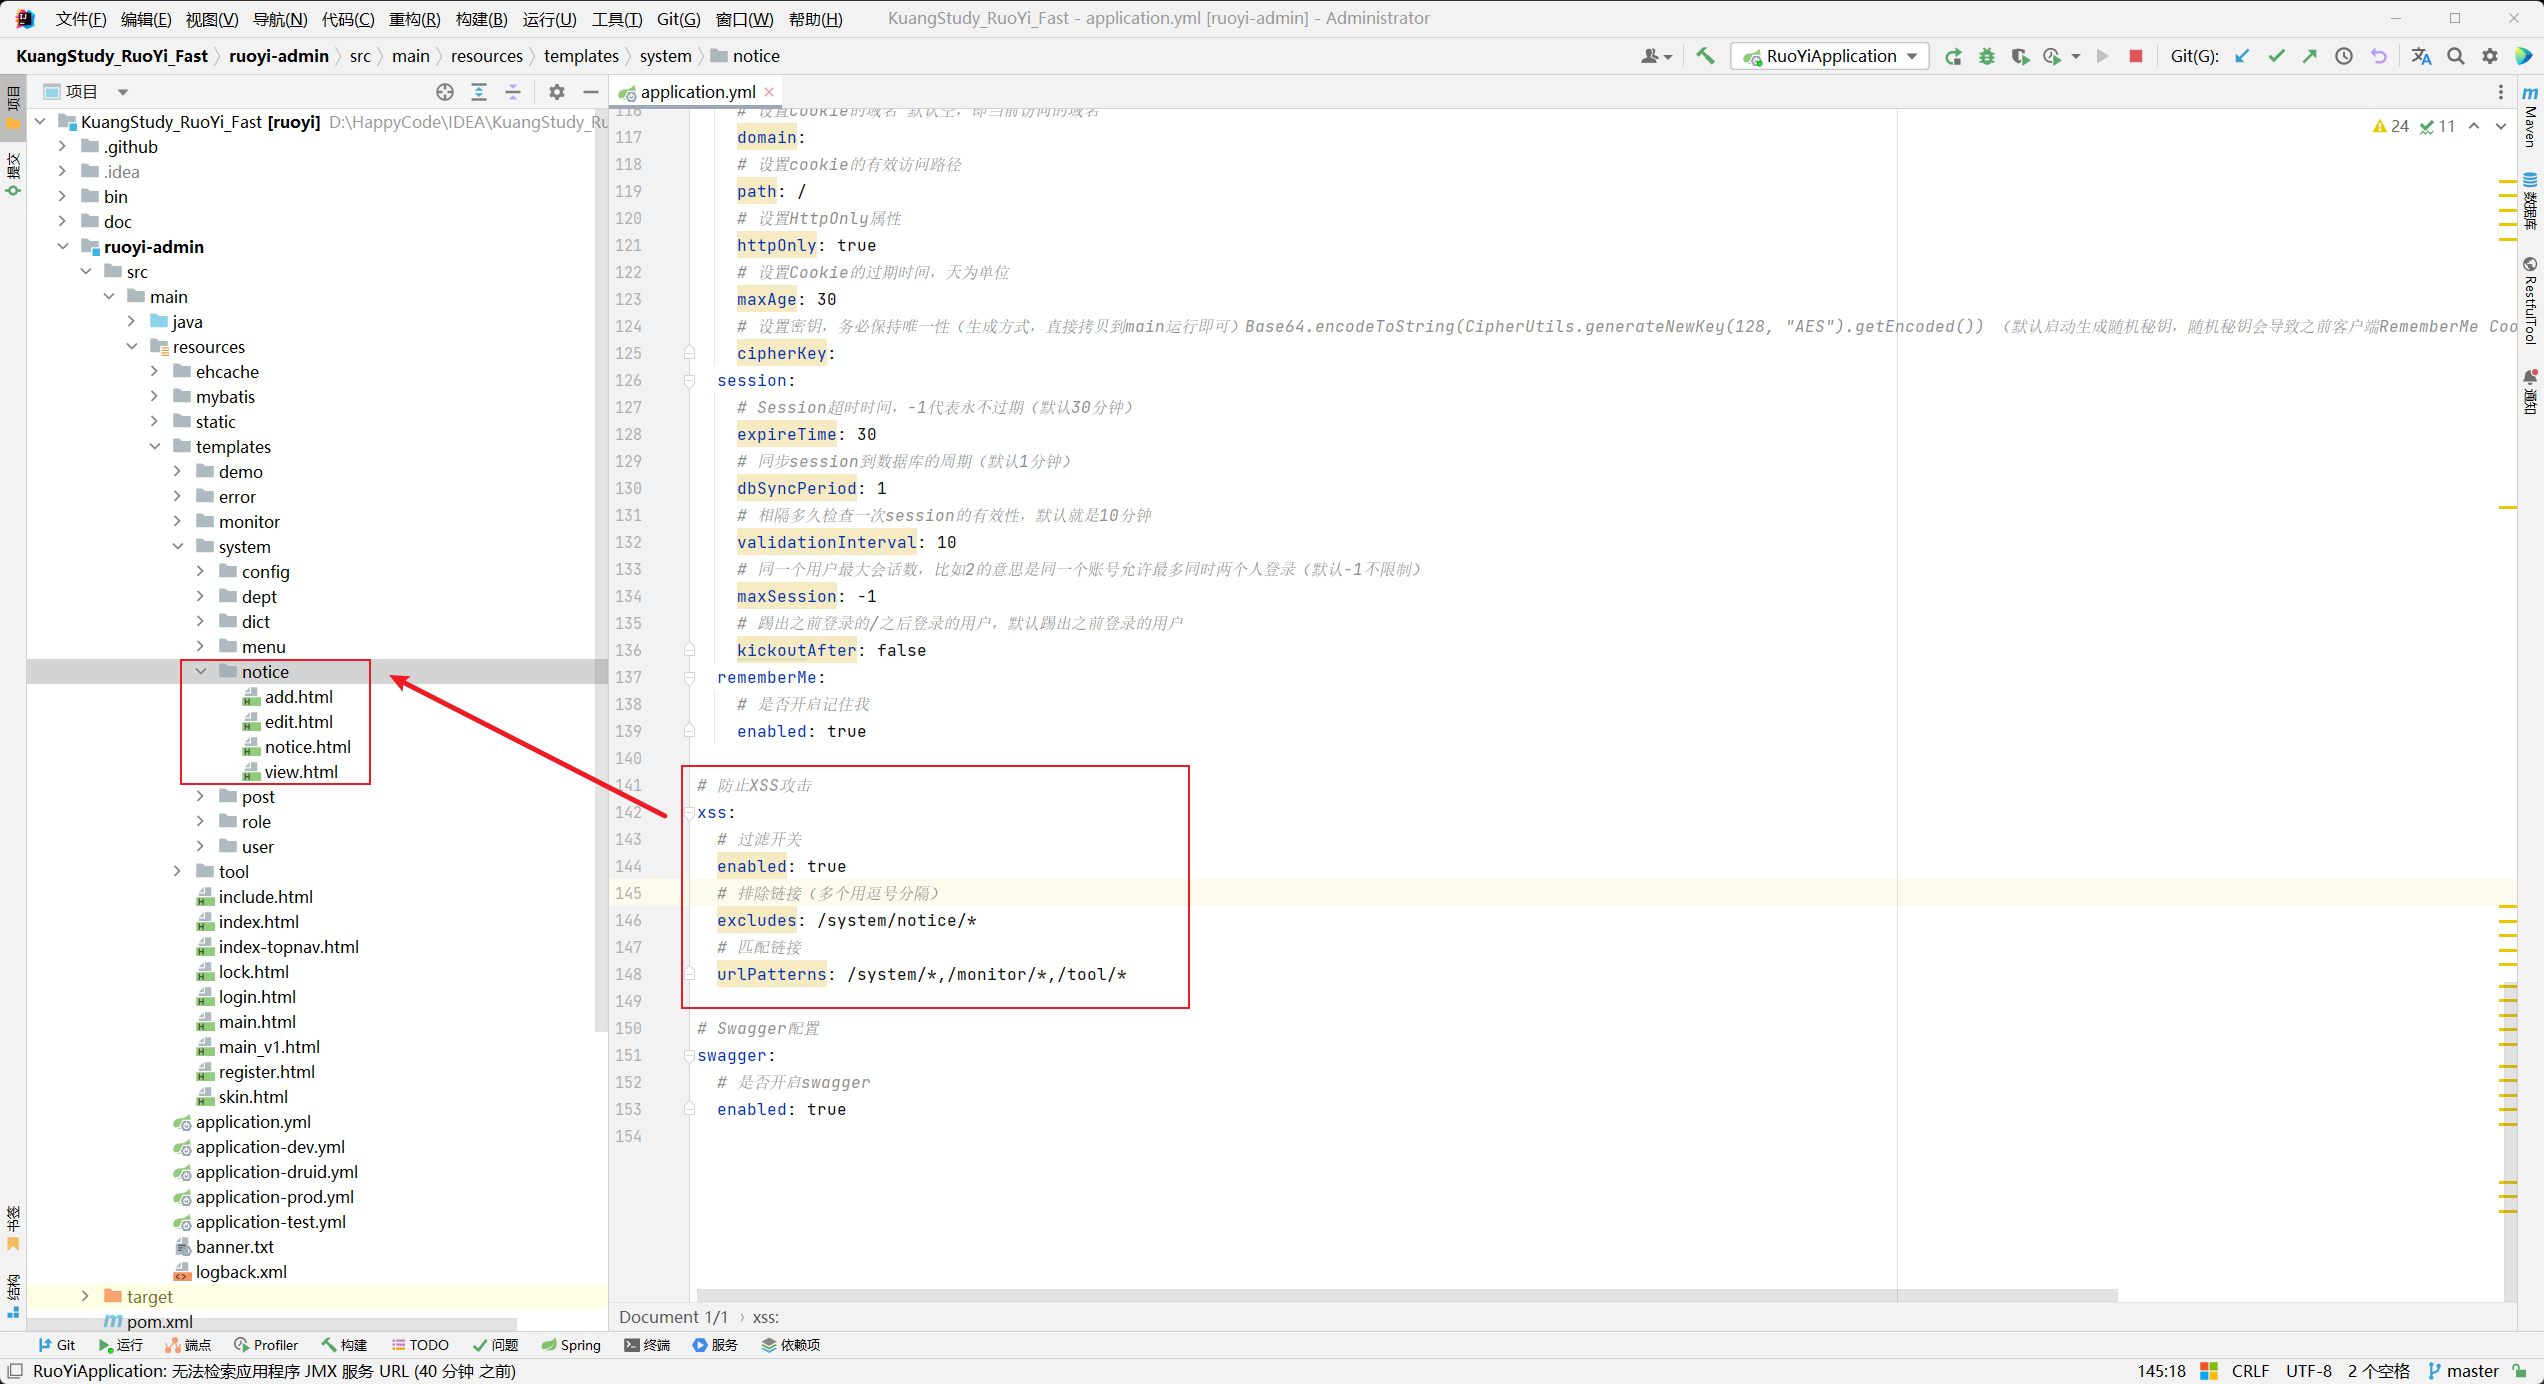 文件(F) 编辑(E) 视图(V) 导航(N) 代码(C) 重构(R) 构建(B) 运行(U) 工具(T) Git(G) 窗口(W) 帮助(H) KuangStudy_RuoYi_Fast - application.yml [ruoyi-admin] - Administrator
KuangStudy_RuoYi_Fast ruoyi-admin src main resources templates system notice RuoYiApplication Git(G):
项目
application.yml
24 11
项目
提交
书签
结构
KuangStudy_RuoYi_Fast [ruoyi] D:\HappyCode\IDEA\KuangStudy_Ru
.github
.idea
bin
doc
ruoyi-admin
src
main
java
resources
ehcache
mybatis
static
templates
demo
error
monitor
system
config
dept
dict
menu
notice
add.html
edit.html
notice.html
view.html
post
role
user
tool
include.html
index.html
index-topnav.html
lock.html
login.html
main.html
main_v1.html
register.html
skin.html
application.yml
application-dev.yml
application-druid.yml
application-prod.yml
application-test.yml
banner.txt
logback.xml
target
pom.xml
116 # 设置Cookie的域名 默认空，即当前访问的域名
117 domain:
118 # 设置cookie的有效访问路径
119 path: /
120 # 设置HttpOnly属性
121 httpOnly: true
122 # 设置Cookie的过期时间，天为单位
123 maxAge: 30
124 # 设置密钥，务必保持唯一性（生成方式，直接拷贝到main运行即可）Base64.encodeToString(CipherUtils.generateNewKey(128, "AES").getEncoded()) （默认启动生成随机秘钥，随机秘钥会导致之前客户端RememberMe Coo
125 cipherKey:
126 session:
127 # Session超时时间，-1代表永不过期（默认30分钟）
128 expireTime: 30
129 # 同步session到数据库的周期（默认1分钟）
130 dbSyncPeriod: 1
131 # 相隔多久检查一次session的有效性，默认就是10分钟
132 validationInterval: 10
133 # 同一个用户最大会话数，比如2的意思是同一个账号允许最多同时两个人登录（默认-1不限制）
134 maxSession: -1
135 # 踢出之前登录的/之后登录的用户，默认踢出之前登录的用户
136 kickoutAfter: false
137 rememberMe:
138 # 是否开启记住我
139 enabled: true
140
141 # 防止XSS攻击
142 xss:
143 # 过滤开关
144 enabled: true
145 # 排除链接（多个用逗号分隔）
146 excludes: /system/notice/*
147 # 匹配链接
148 urlPatterns: /system/*,/monitor/*,/tool/*
149
150 # Swagger配置
151 swagger:
152 # 是否开启swagger
153 enabled: true
154
Maven
数据库
RestfulTool
通知
Document 1/1 xss:
Git 运行 端点 Profiler 构建 TODO 问题 Spring 终端 服务 依赖项
RuoYiApplication: 无法检索应用程序 JMX 服务 URL (40 分钟 之前) 145:18 CRLF UTF-8 2 个空格 master